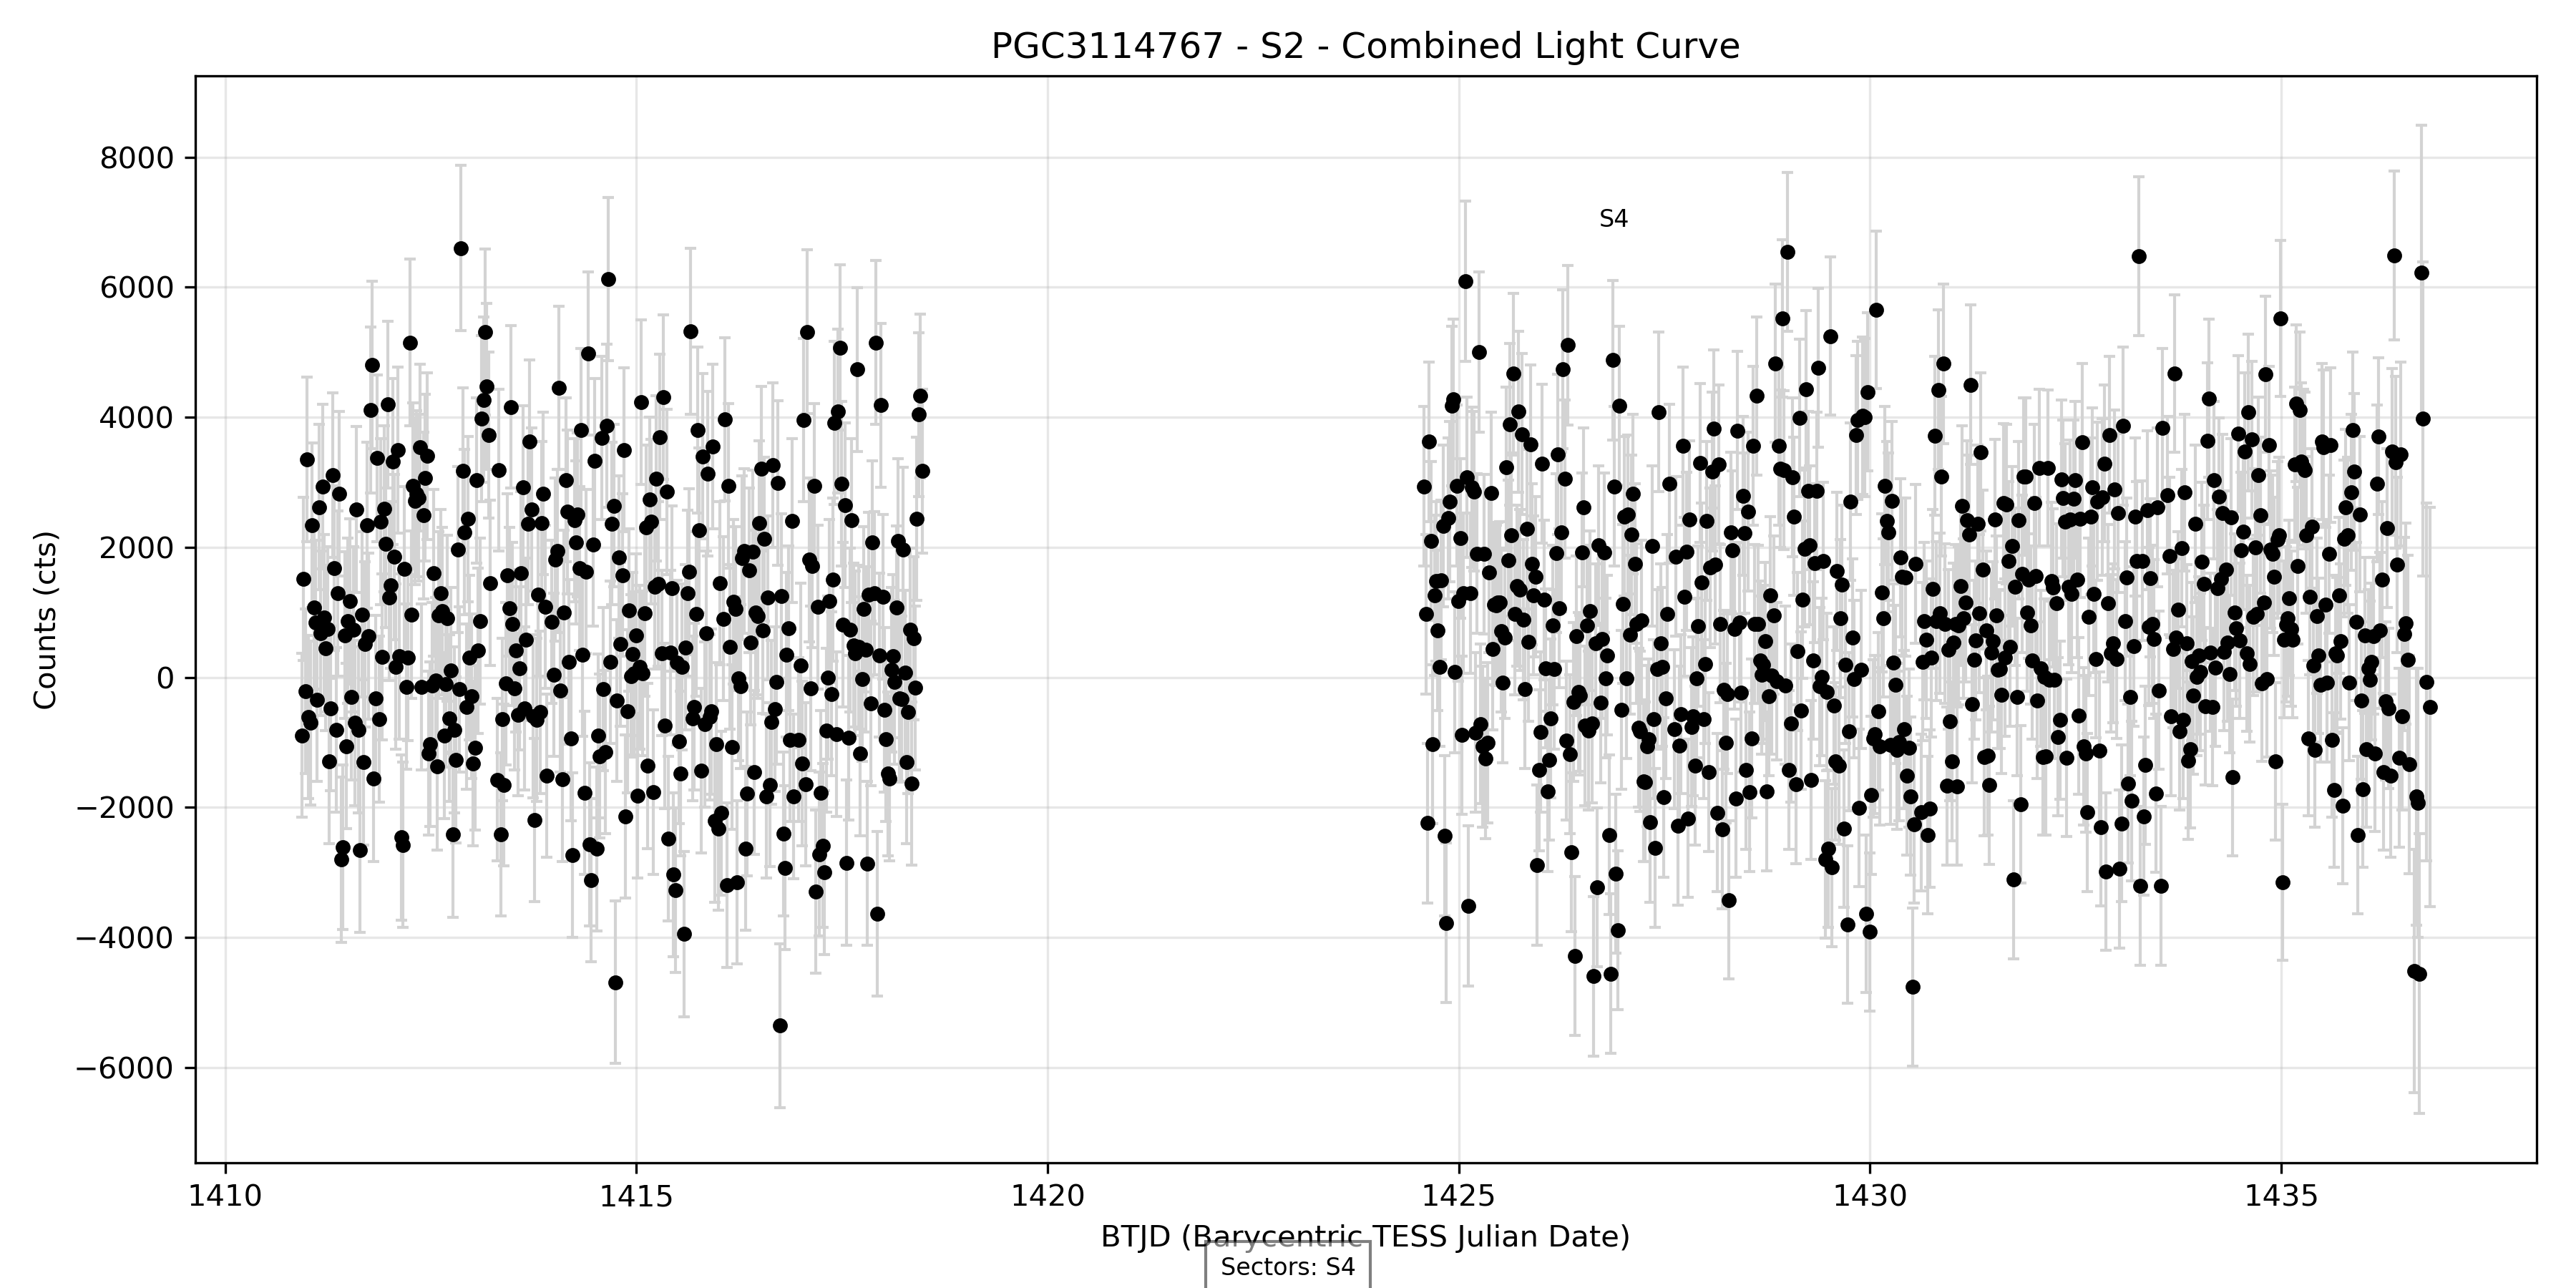 PGC3114767 - S2 - Combined Light Curve
Counts (cts)
8000
6000
4000
2000
0
−2000
−4000
−6000
S4
1410
1415
1420
1425
1430
1435
BTJD (Barycentric TESS Julian Date)
Sectors: S4